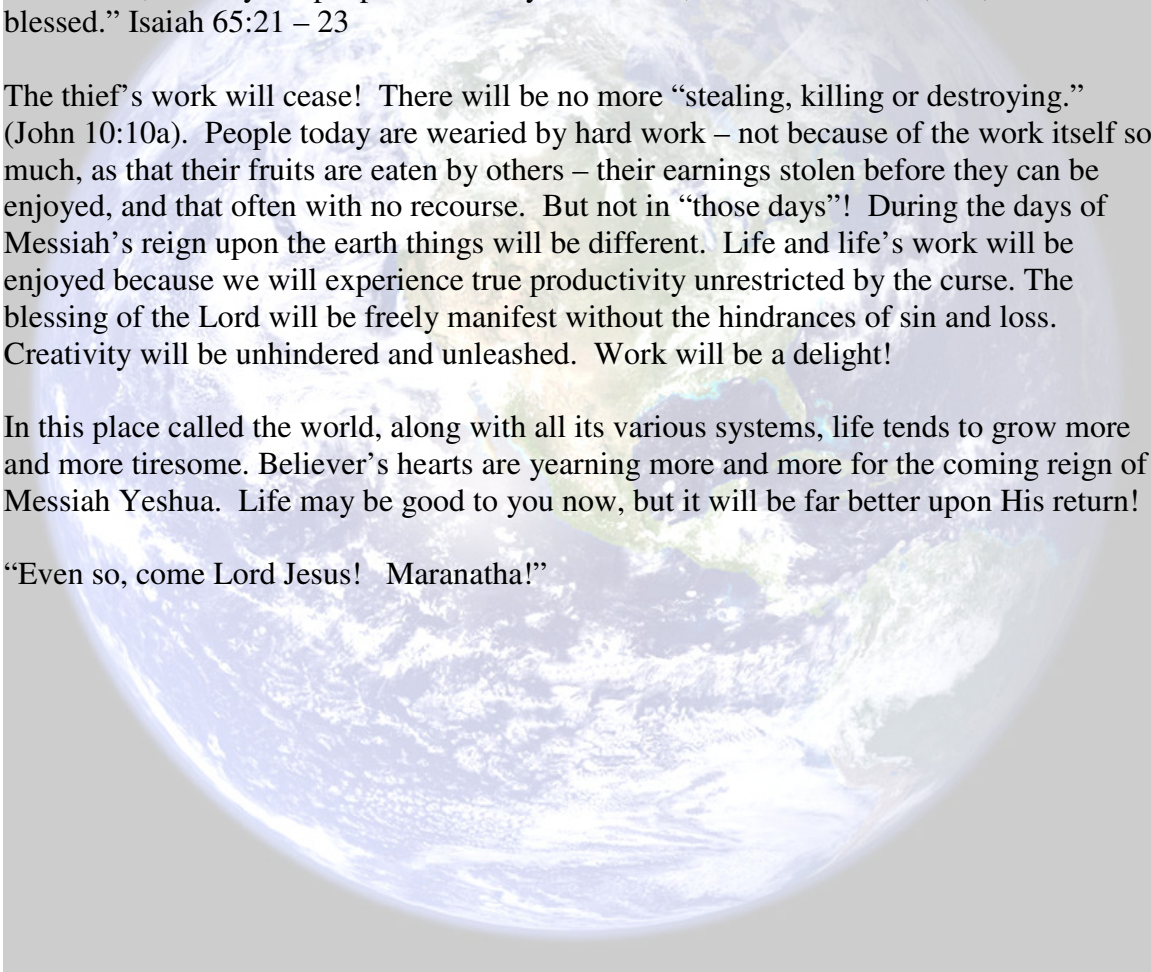 blessed.” Isaiah 65:21 – 23
The thief’s work will cease!  There will be no more “stealing, killing or destroying.”
(John 10:10a).  People today are wearied by hard work – not because of the work itself so
much, as that their fruits are eaten by others – their earnings stolen before they can be
enjoyed, and that often with no recourse.  But not in “those days”!  During the days of
Messiah’s reign upon the earth things will be different.  Life and life’s work will be
enjoyed because we will experience true productivity unrestricted by the curse. The
blessing of the Lord will be freely manifest without the hindrances of sin and loss.
Creativity will be unhindered and unleashed.  Work will be a delight!
In this place called the world, along with all its various systems, life tends to grow more
and more tiresome. Believer’s hearts are yearning more and more for the coming reign of
Messiah Yeshua.  Life may be good to you now, but it will be far better upon His return!
“Even so, come Lord Jesus!   Maranatha!”